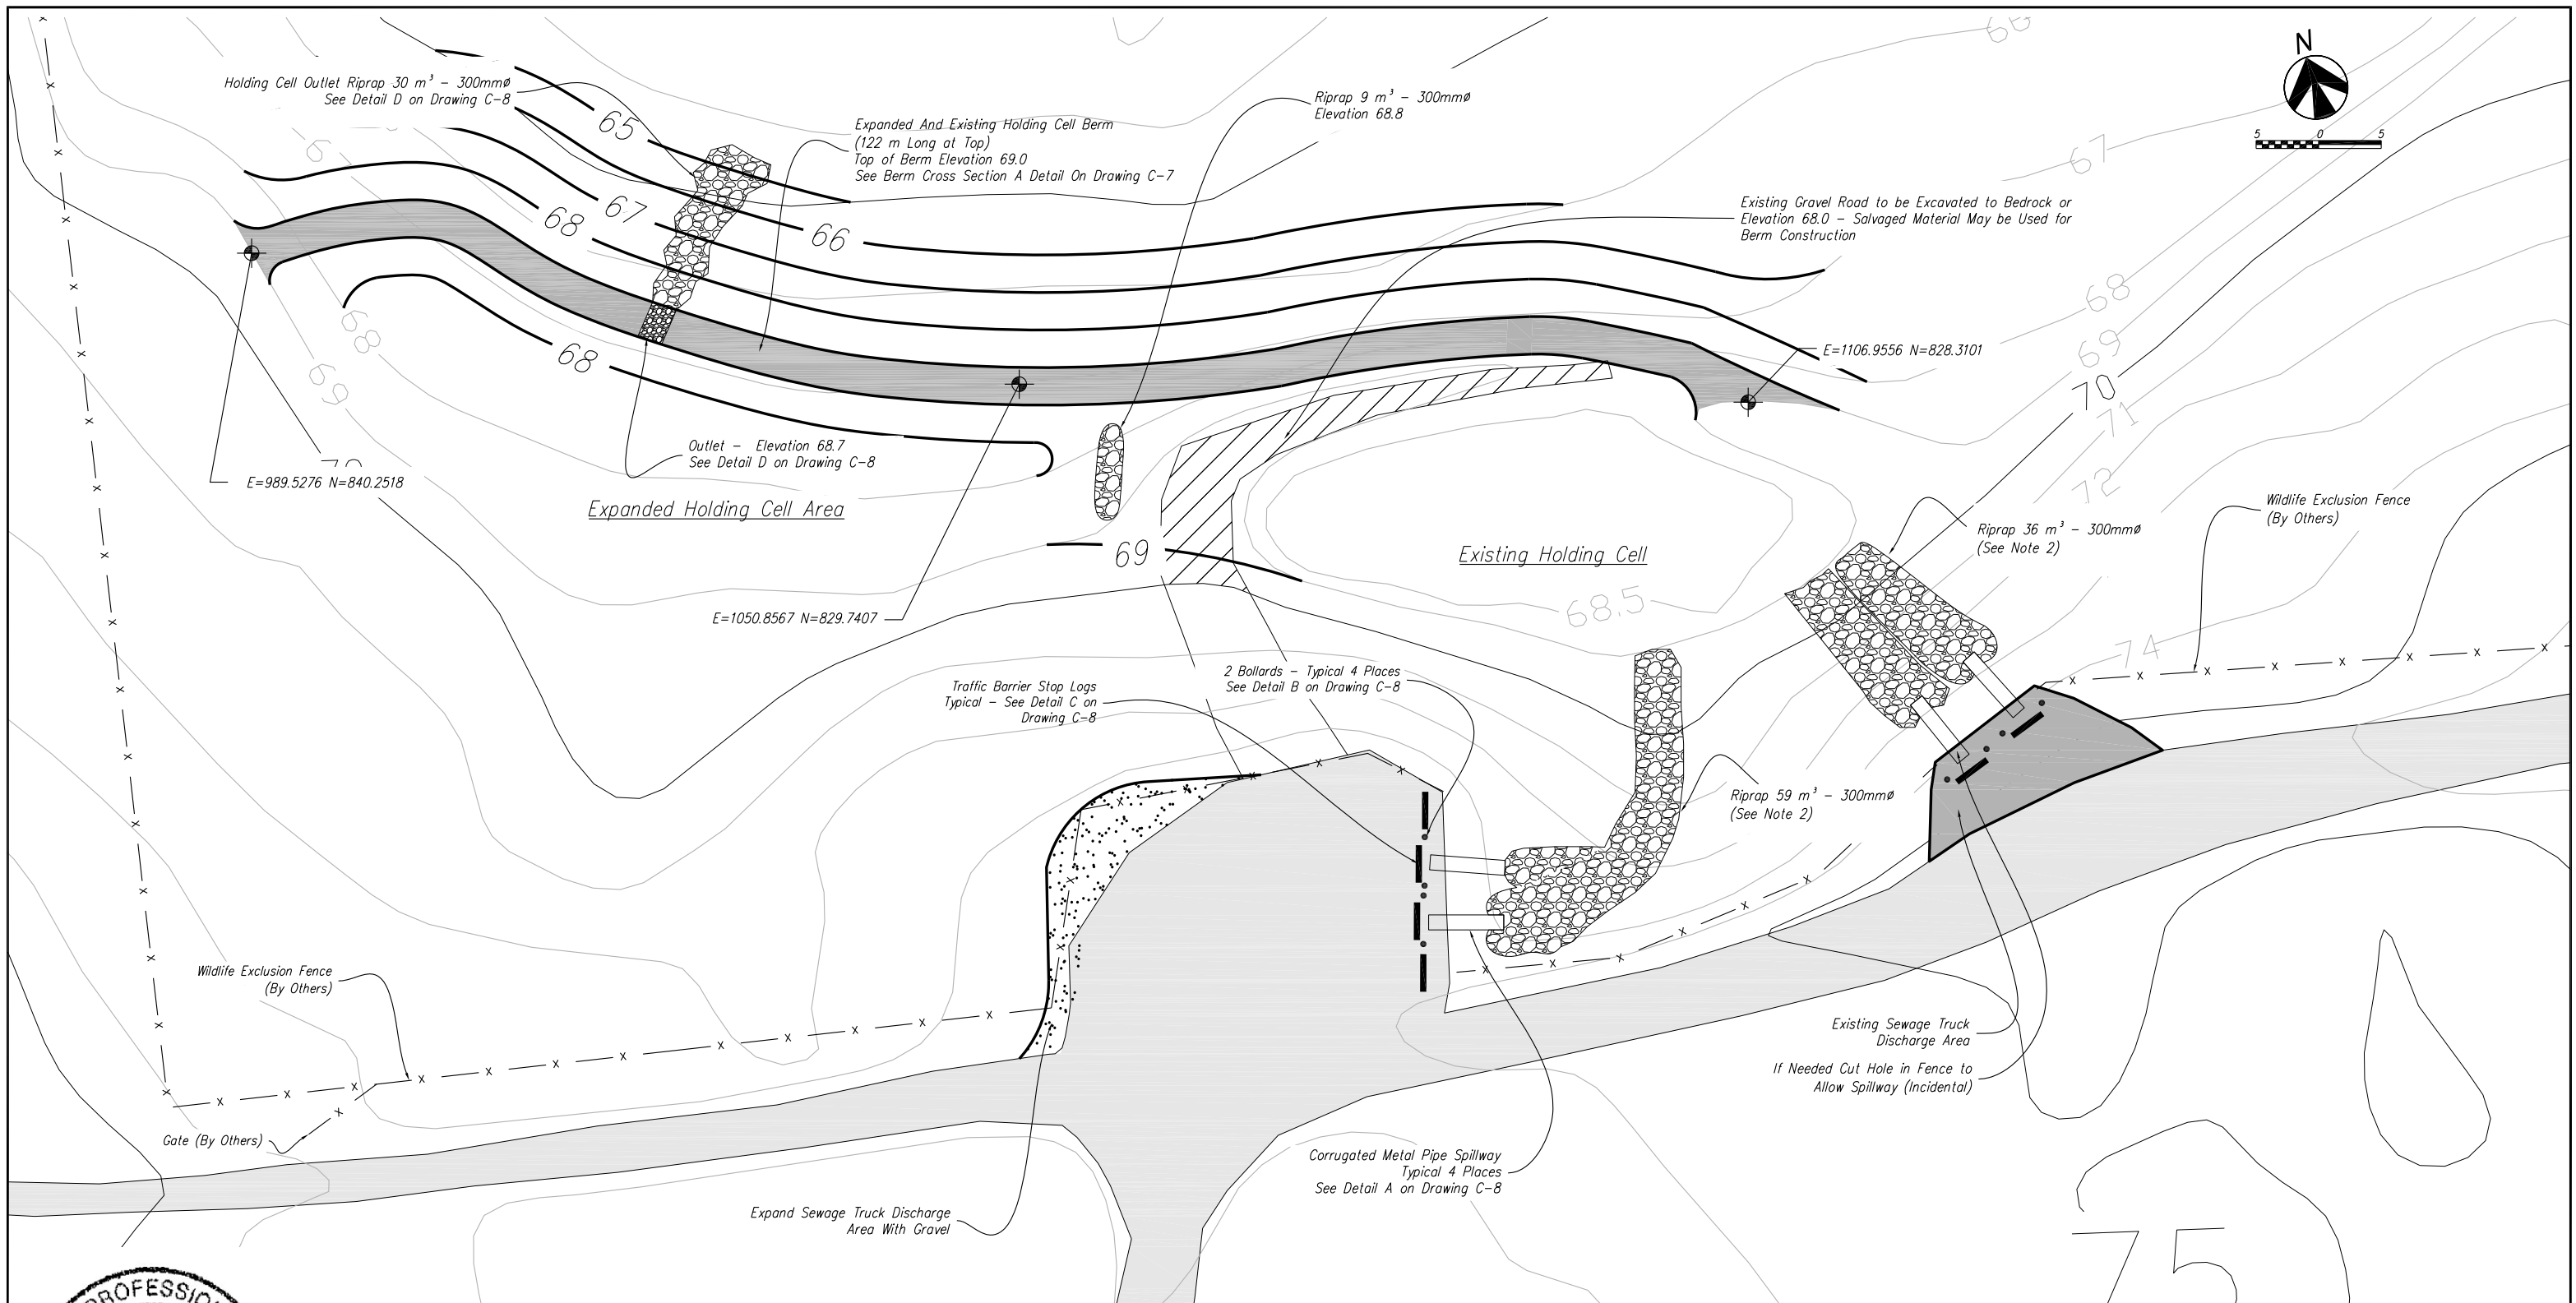 Holding Cell Outlet Riprap 30 m³ - 300mmø
See Detail D on Drawing C-8
65
Expanded And Existing Holding Cell Berm
(122 m Long at Top)
Top of Berm Elevation 69.0
See Berm Cross Section A Detail On Drawing C-7
Riprap 9 m³ - 300mmø
Elevation 68.8
N
5 0 5
67
Existing Gravel Road to be Excavated to Bedrock or
Elevation 68.0 - Salvaged Material May be Used for
Berm Construction
68
67
66
68
68
69
68
69
70
71
72
E=1106.9556 N=828.3101
Outlet - Elevation 68.7
See Detail D on Drawing C-8
E=989.5276 N=840.2518
Expanded Holding Cell Area
69
Existing Holding Cell
68.5
Riprap 36 m³ - 300mmø
(See Note 2)
Wildlife Exclusion Fence
(By Others)
74
E=1050.8567 N=829.7407
Traffic Barrier Stop Logs
Typical - See Detail C on
Drawing C-8
2 Bollards - Typical 4 Places
See Detail B on Drawing C-8
Riprap 59 m³ - 300mmø
(See Note 2)
Wildlife Exclusion Fence
(By Others)
Existing Sewage Truck
Discharge Area
If Needed Cut Hole in Fence to
Allow Spillway (Incidental)
Gate (By Others)
Corrugated Metal Pipe Spillway
Typical 4 Places
See Detail A on Drawing C-8
Expand Sewage Truck Discharge
Area With Gravel
75